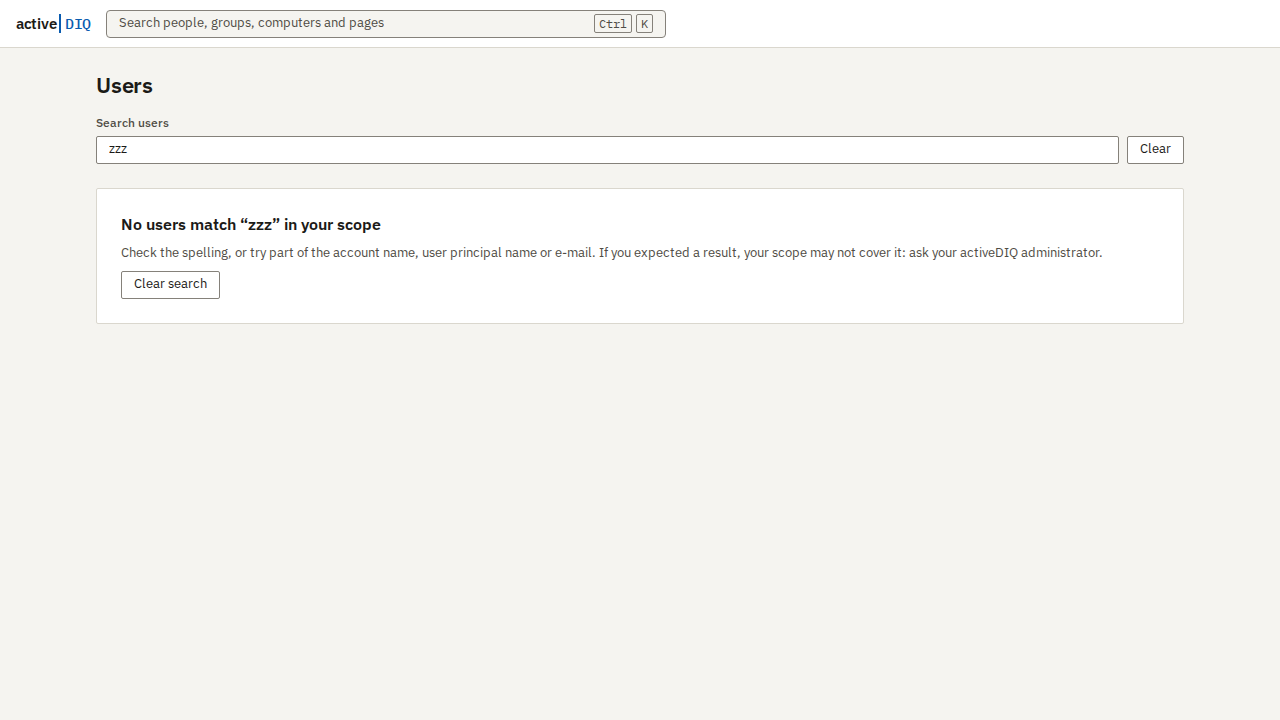 active|DIQ
Search people, groups, computers and pages
Ctrl K
Users
Search users
zzz
Clear
No users match “zzz” in your scope
Check the spelling, or try part of the account name, user principal name or e-mail. If you expected a result, your scope may not cover it: ask your activeDIQ administrator.
Clear search